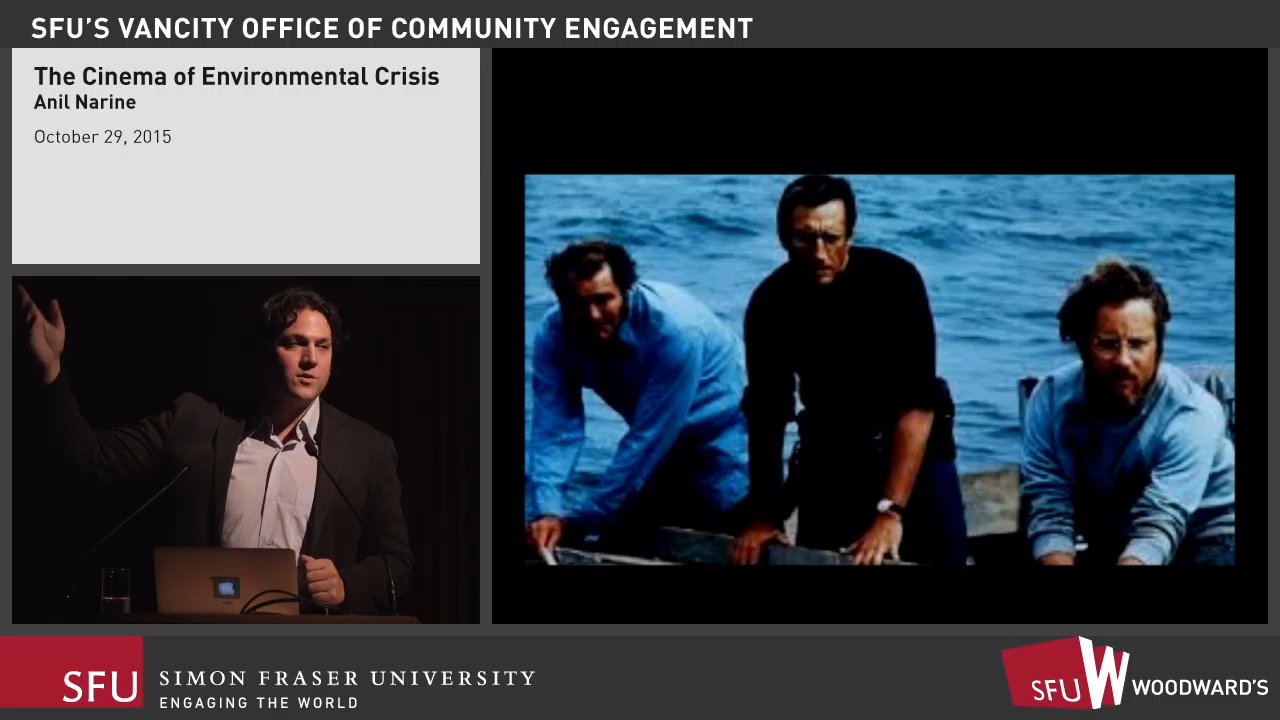 SFU'S VANCITY OFFICE OF COMMUNITY ENGAGEMENT
The Cinema of Environmental Crisis
Anil Narine
October 29, 2015
SFU
SIMON FRASER UNIVERSITY
ENGAGING THE WORLD
SFU W WOODWARD'S